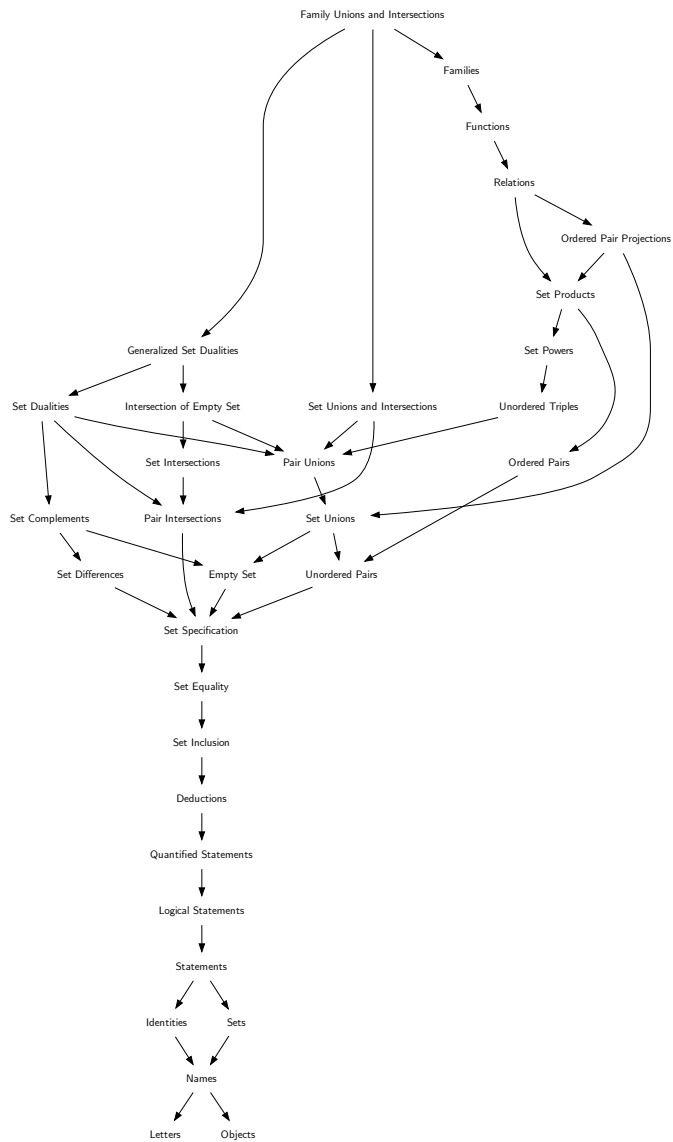 Family Unions and Intersections
Families
Functions
Relations
Ordered Pair Projections
Set Products
Generalized Set Dualities
Set Powers
Set Dualities
Intersection of Empty Set
Set Unions and Intersections
Unordered Triples
Set Intersections
Pair Unions
Ordered Pairs
Set Complements
Pair Intersections
Set Unions
Set Differences
Empty Set
Unordered Pairs
Set Specification
Set Equality
Set Inclusion
Deductions
Quantified Statements
Logical Statements
Statements
Identities
Sets
Names
Letters
Objects